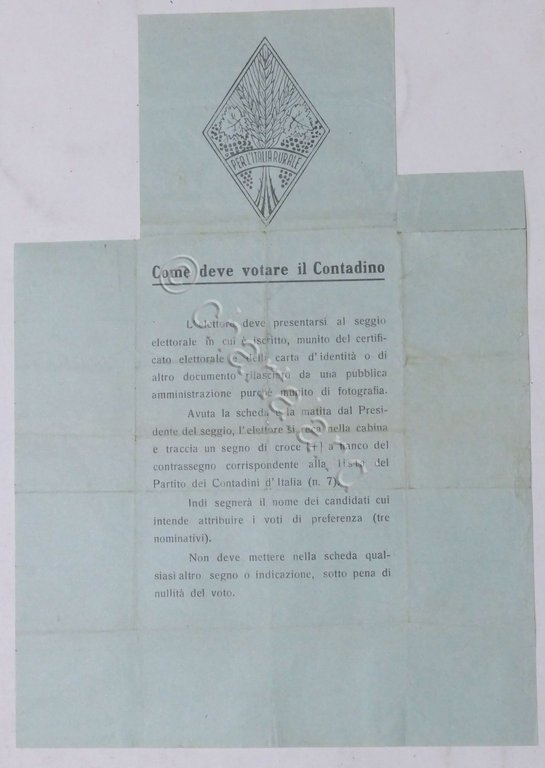 PER L'ITALIA RURALE
Come deve votare il Contadino
L'elettore deve presentarsi al seggio
elettorale in cui è iscritto, munito del certifi-
cato elettorale e della carta d'identità o di
altro documento rilasciato da una pubblica
amministrazione purchè munito di fotografia.
Avuta la scheda e la matita dal Presi-
dente del seggio, l'elettore si reca nella cabina
e traccia un segno di croce [+] a fianco del
contrassegno corrispondente alla lista del
Partito dei Contadini d'Italia (n. 7).
Indi segnerà il nome dei candidati cui
intende attribuire i voti di preferenza (tre
nominativi).
Non deve mettere nella scheda qual-
siasi altro segno o indicazione, sotto pena di
nullità del voto.